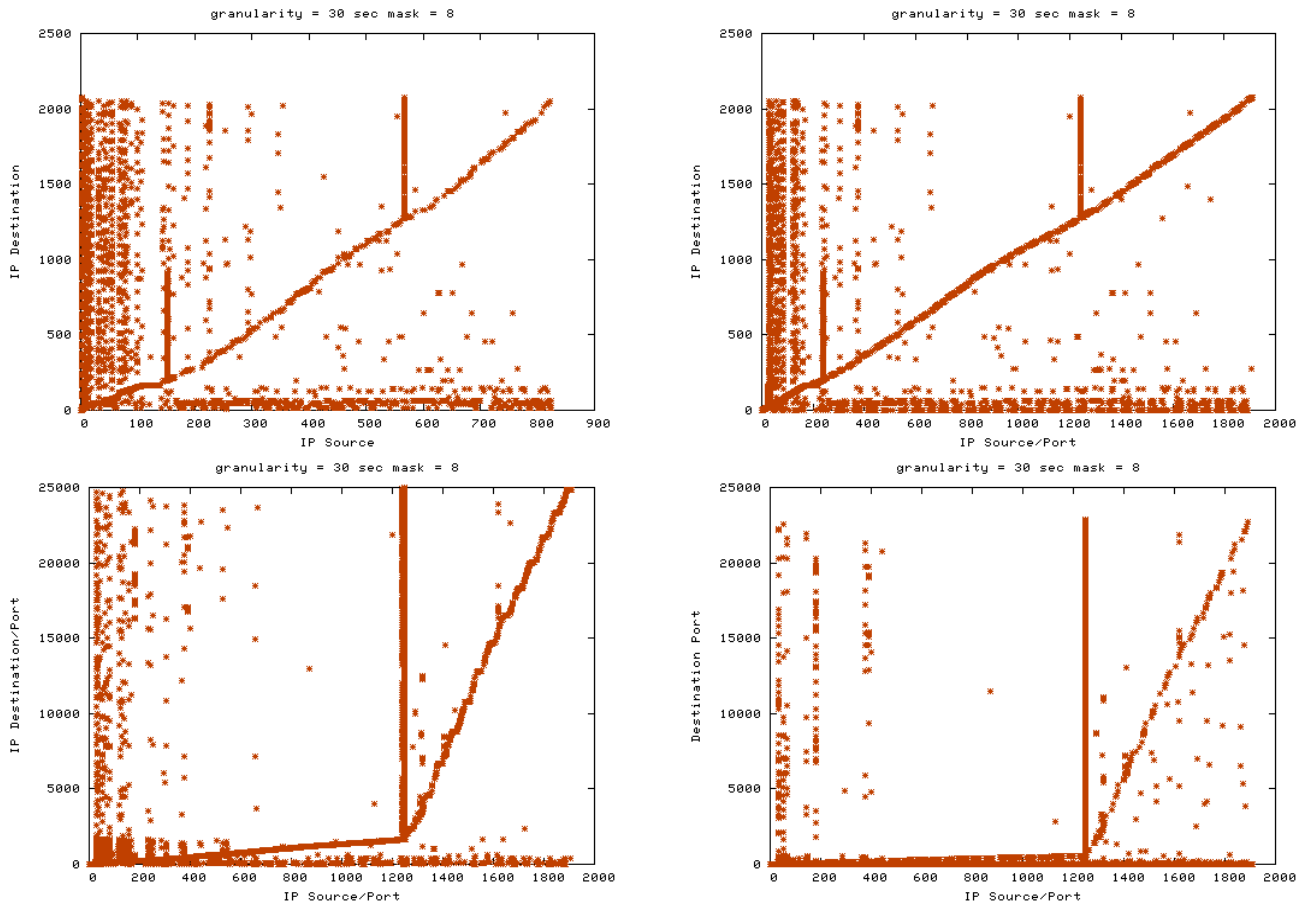 granularity = 30 sec mask = 8
2500
2000
1500
1000
500
0
IP Destination
0 100 200 300 400 500 600 700 800 900
IP Source
granularity = 30 sec mask = 8
2500
2000
1500
1000
500
0
IP Destination
0 200 400 600 800 1000 1200 1400 1600 1800 2000
IP Source/Port
granularity = 30 sec mask = 8
25000
20000
15000
10000
5000
0
IP Destination/Port
0 200 400 600 800 1000 1200 1400 1600 1800 2000
IP Source/Port
granularity = 30 sec mask = 8
25000
20000
15000
10000
5000
0
Destination Port
0 200 400 600 800 1000 1200 1400 1600 1800 2000
IP Source/Port